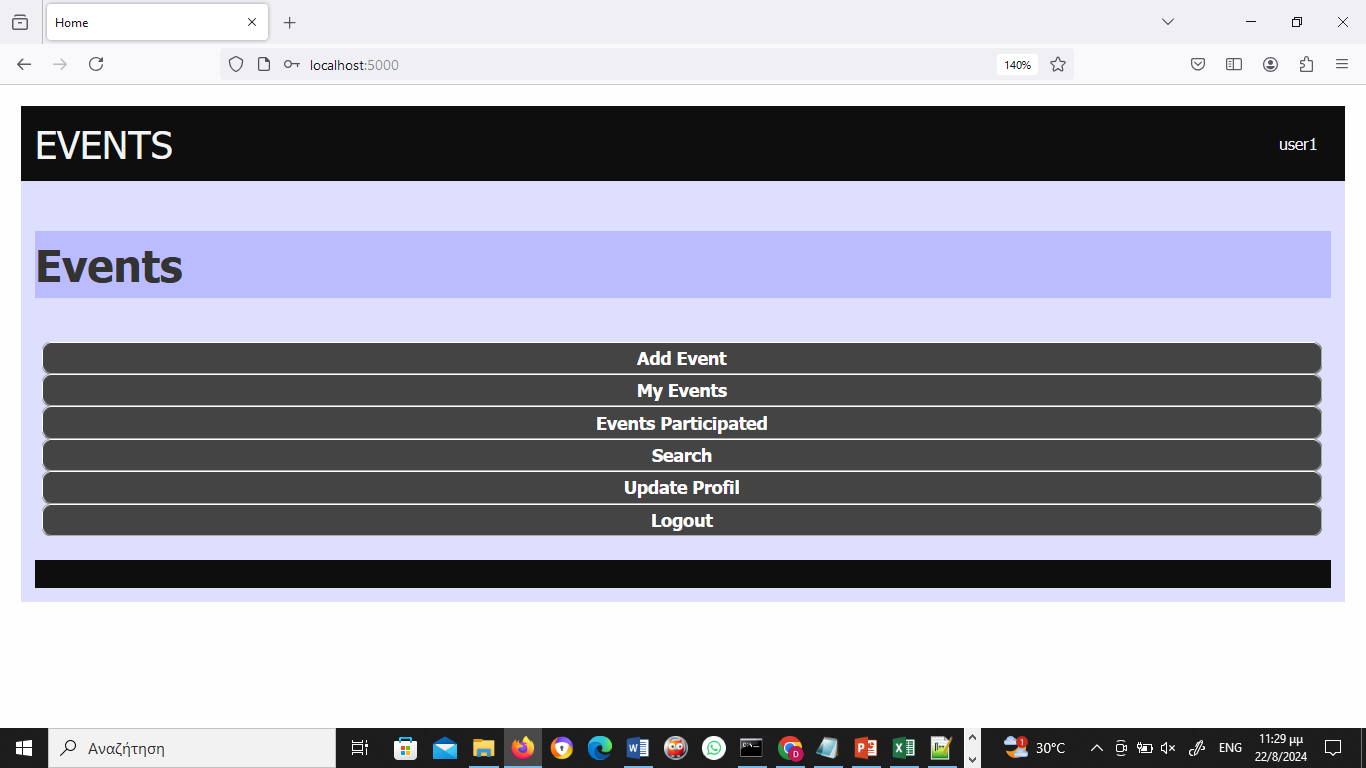 Home
localhost:5000
140%
EVENTS
user1
Events
Add Event
My Events
Events Participated
Search
Update Profil
Logout
Αναζήτηση
30°C
ENG
11:29 μμ
22/8/2024